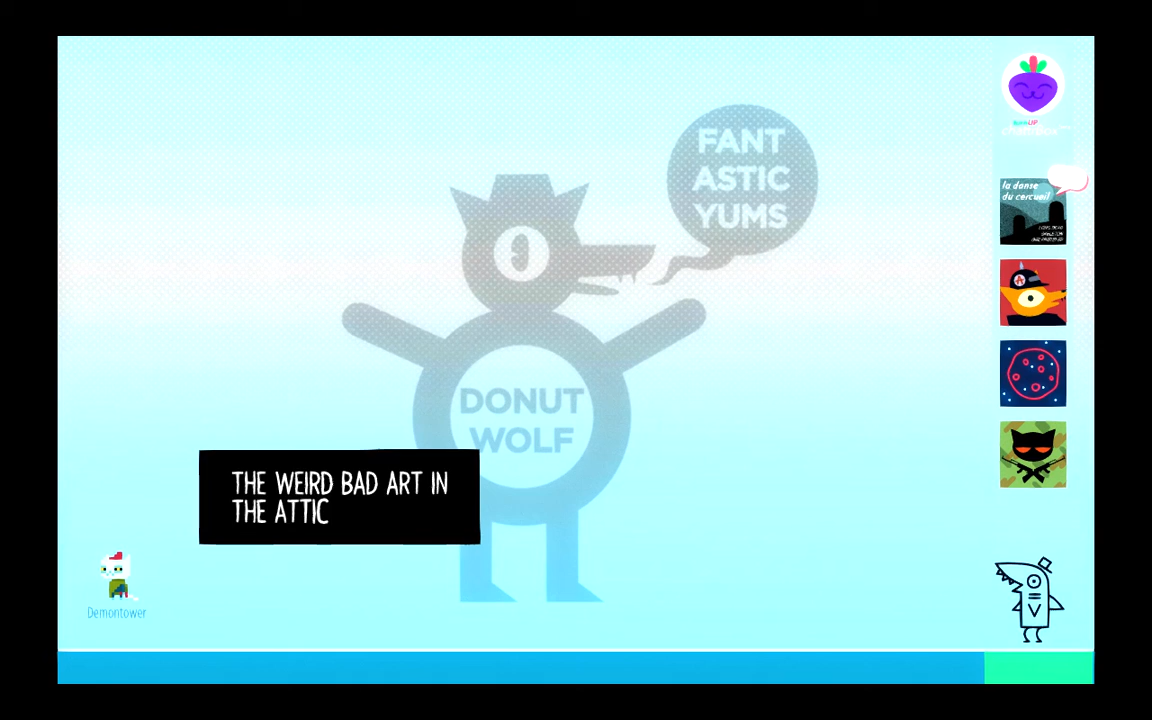 FANT
ASTIC
YUMS
la danse
du cercueil
DONUT
WOLF
THE WEIRD BAD ART IN
THE ATTIC
Demontower